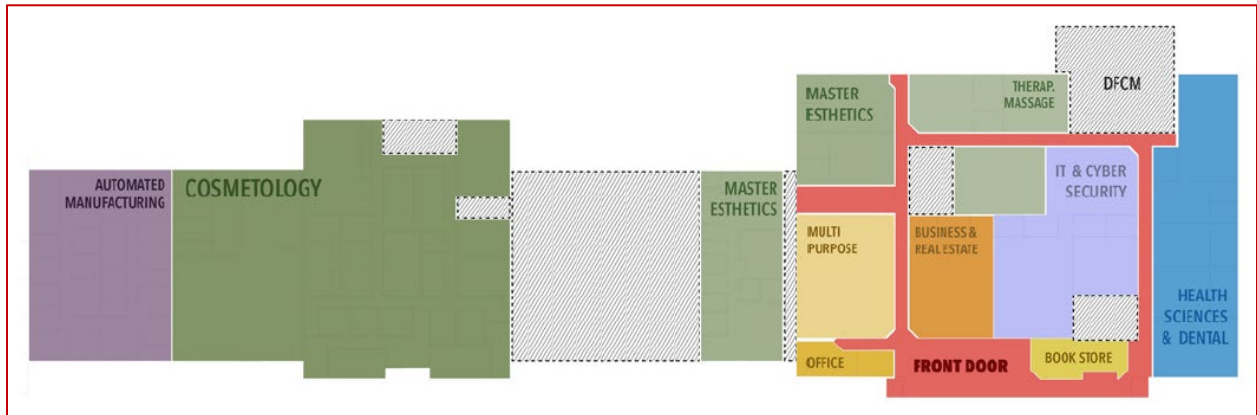 AUTOMATED
MANUFACTURING
COSMETOLOGY
MASTER
ESTHETICS
MASTER
ESTHETICS
THERAP.
MASSAGE
DFCM
IT & CYBER
SECURITY
MULTI
PURPOSE
BUSINESS &
REAL ESTATE
HEALTH
SCIENCES
& DENTAL
OFFICE
FRONT DOOR
BOOK STORE